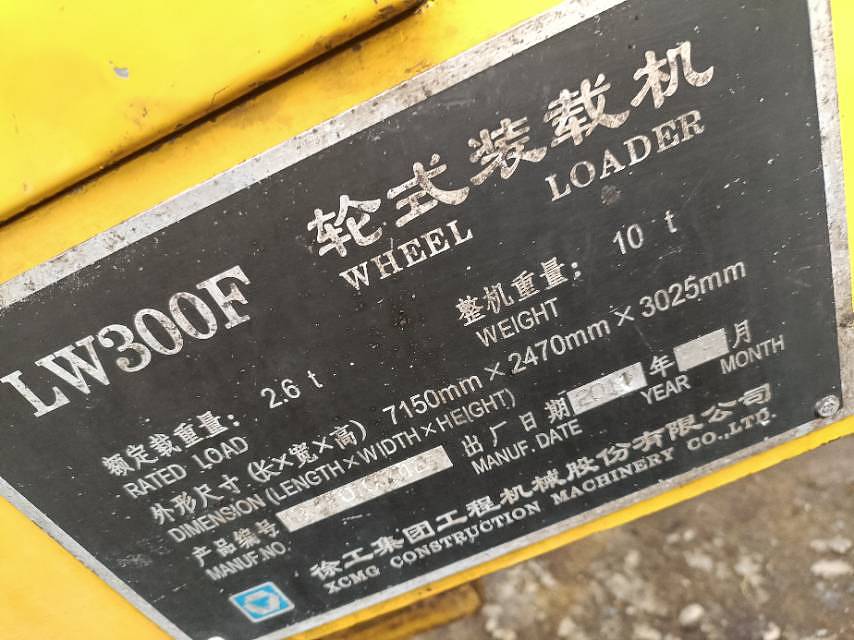 LW300F 轮式装载机
WHEEL LOADER
额定载重量: 2.6 t 整机重量: 10 t
RATED LOAD WEIGHT
外形尺寸 (长×宽×高) 7150mm × 2470mm × 3025mm
DIMENSION (LENGTH×WIDTH×HEIGHT)
产品编号 出厂日期 年 月
MANUF.NO. MANUF. DATE YEAR MONTH
徐工集团工程机械股份有限公司
XCMG CONSTRUCTION MACHINERY CO.,LTD.